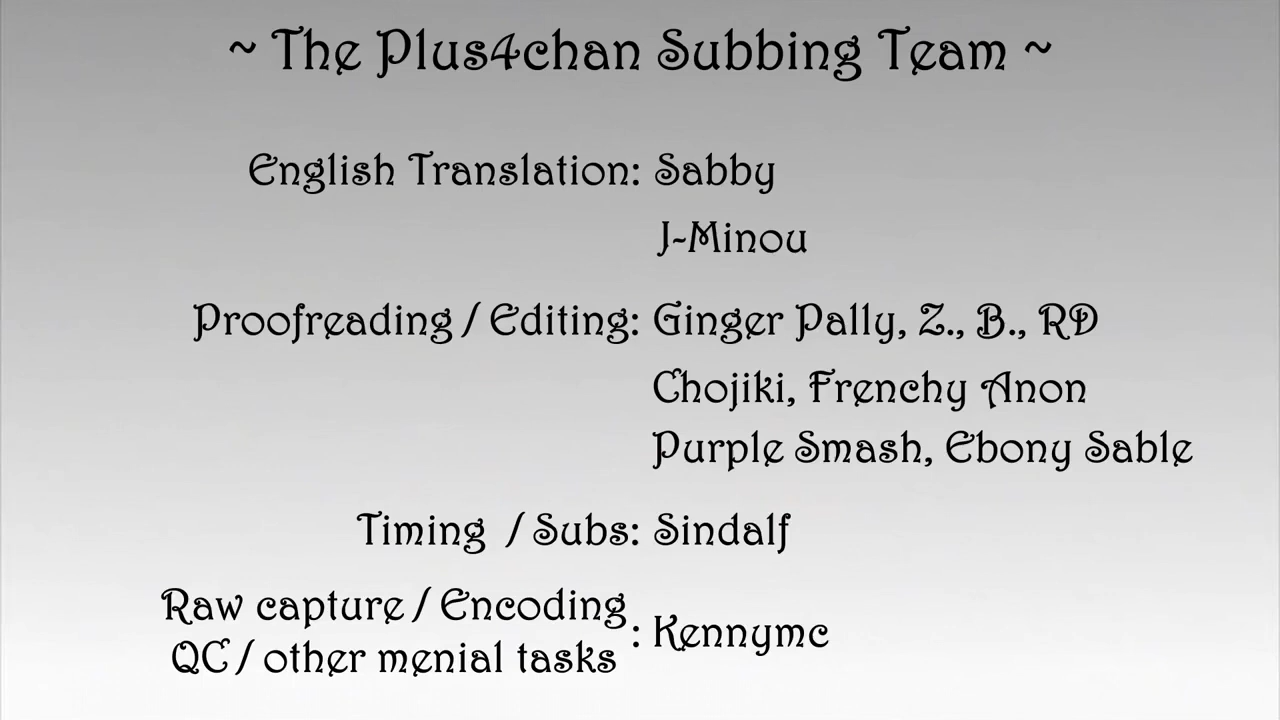 ~ The Plus4chan Subbing Team ~
English Translation: Sabby
J-Minou
Proofreading / Editing: Ginger Pally, Z., B., RD
Chojiki, Frenchy Anon
Purple Smash, Ebony Sable
Timing / Subs: Sindalf
Raw capture / Encoding
QC / other menial tasks : Kennymc